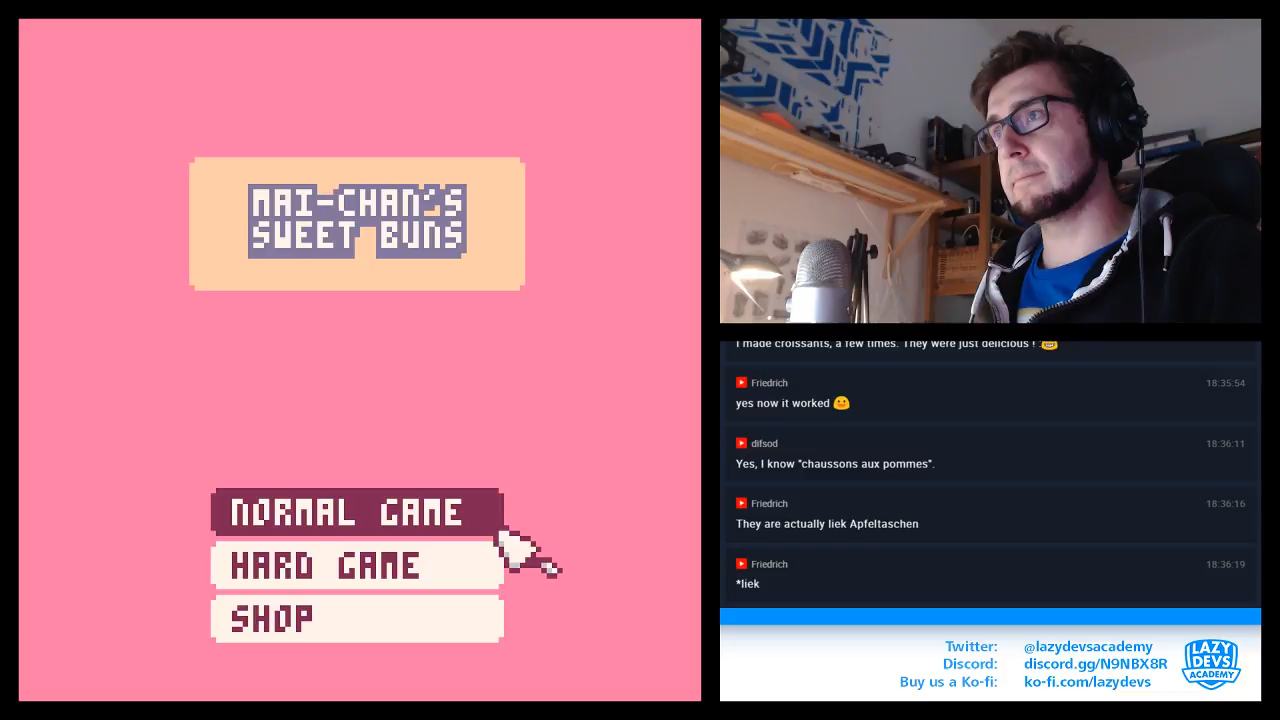 MAI-CHAN'S
SWEET BUNS
NORMAL GAME
HARD GAME
SHOP
I made croissants, a few times. They were just delicious !
Friedrich 18:35:54
yes now it worked
difsod 18:36:11
Yes, I know "chaussons aux pommes".
Friedrich 18:36:16
They are actually liek Apfeltaschen
Friedrich 18:36:19
*liek
Twitter: @lazydevsacademy
Discord: discord.gg/N9NBX8R
Buy us a Ko-fi: ko-fi.com/lazydevs
LAZY
DEVS
ACADEMY